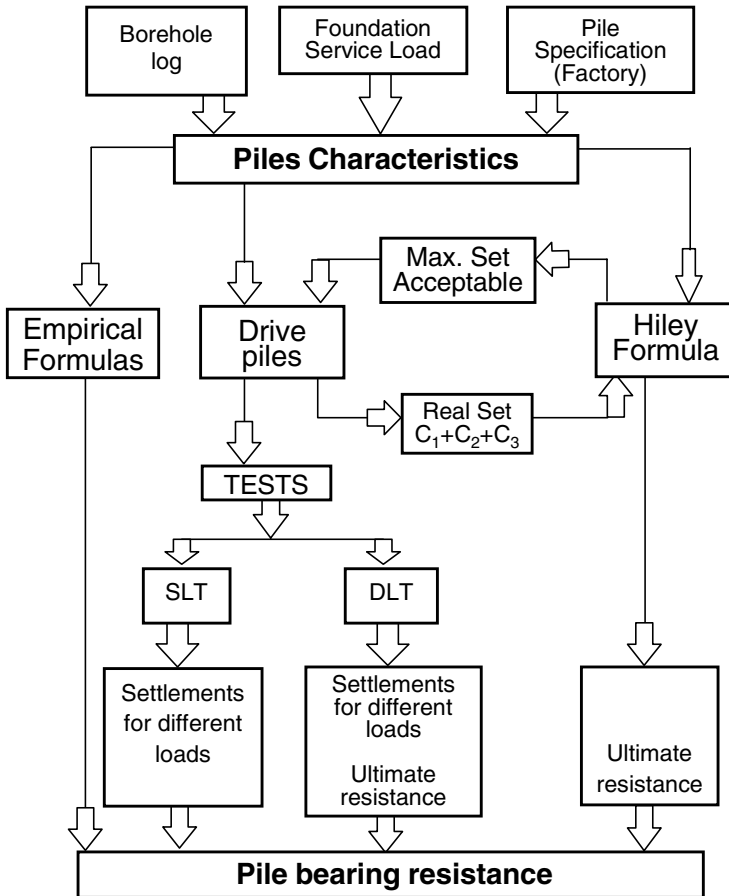 Borehole
log
Foundation
Service Load
Pile
Specification
(Factory)
Piles Characteristics
Max. Set
Acceptable
Empirical
Formulas
Drive
piles
Hiley
Formula
Real Set
C₁+C₂+C₃
TESTS
SLT
DLT
Settlements
for different
loads
Settlements
for different
loads
Ultimate
resistance
Ultimate
resistance
Pile bearing resistance